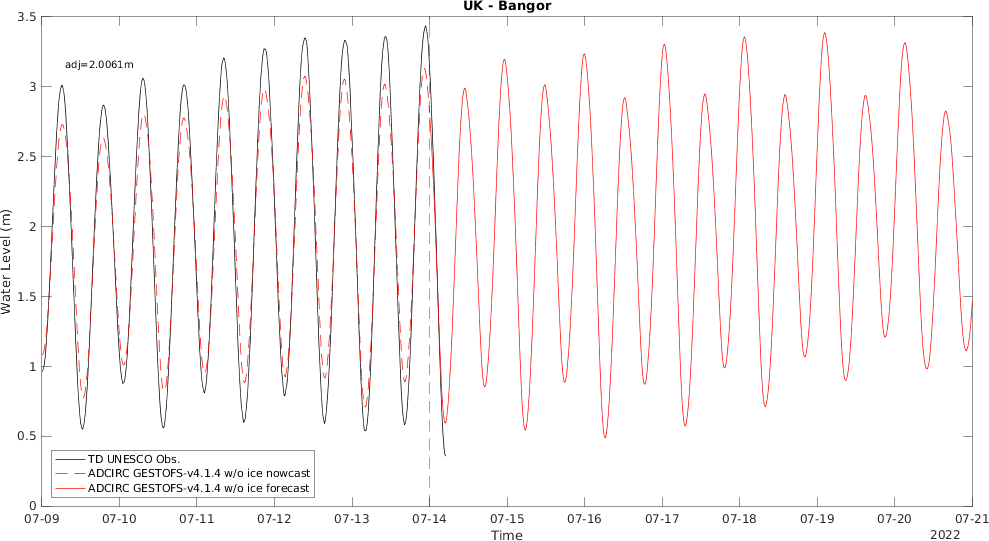 UK - Bangor
3.5
adj=2.0061m
3
2.5
2
1.5
1
0.5
0
Water Level (m)
TD UNESCO Obs.
ADCIRC GESTOFS-v4.1.4 w/o ice nowcast
ADCIRC GESTOFS-v4.1.4 w/o ice forecast
07-09 07-10 07-11 07-12 07-13 07-14 07-15 07-16 07-17 07-18 07-19 07-20 07-21
Time
2022